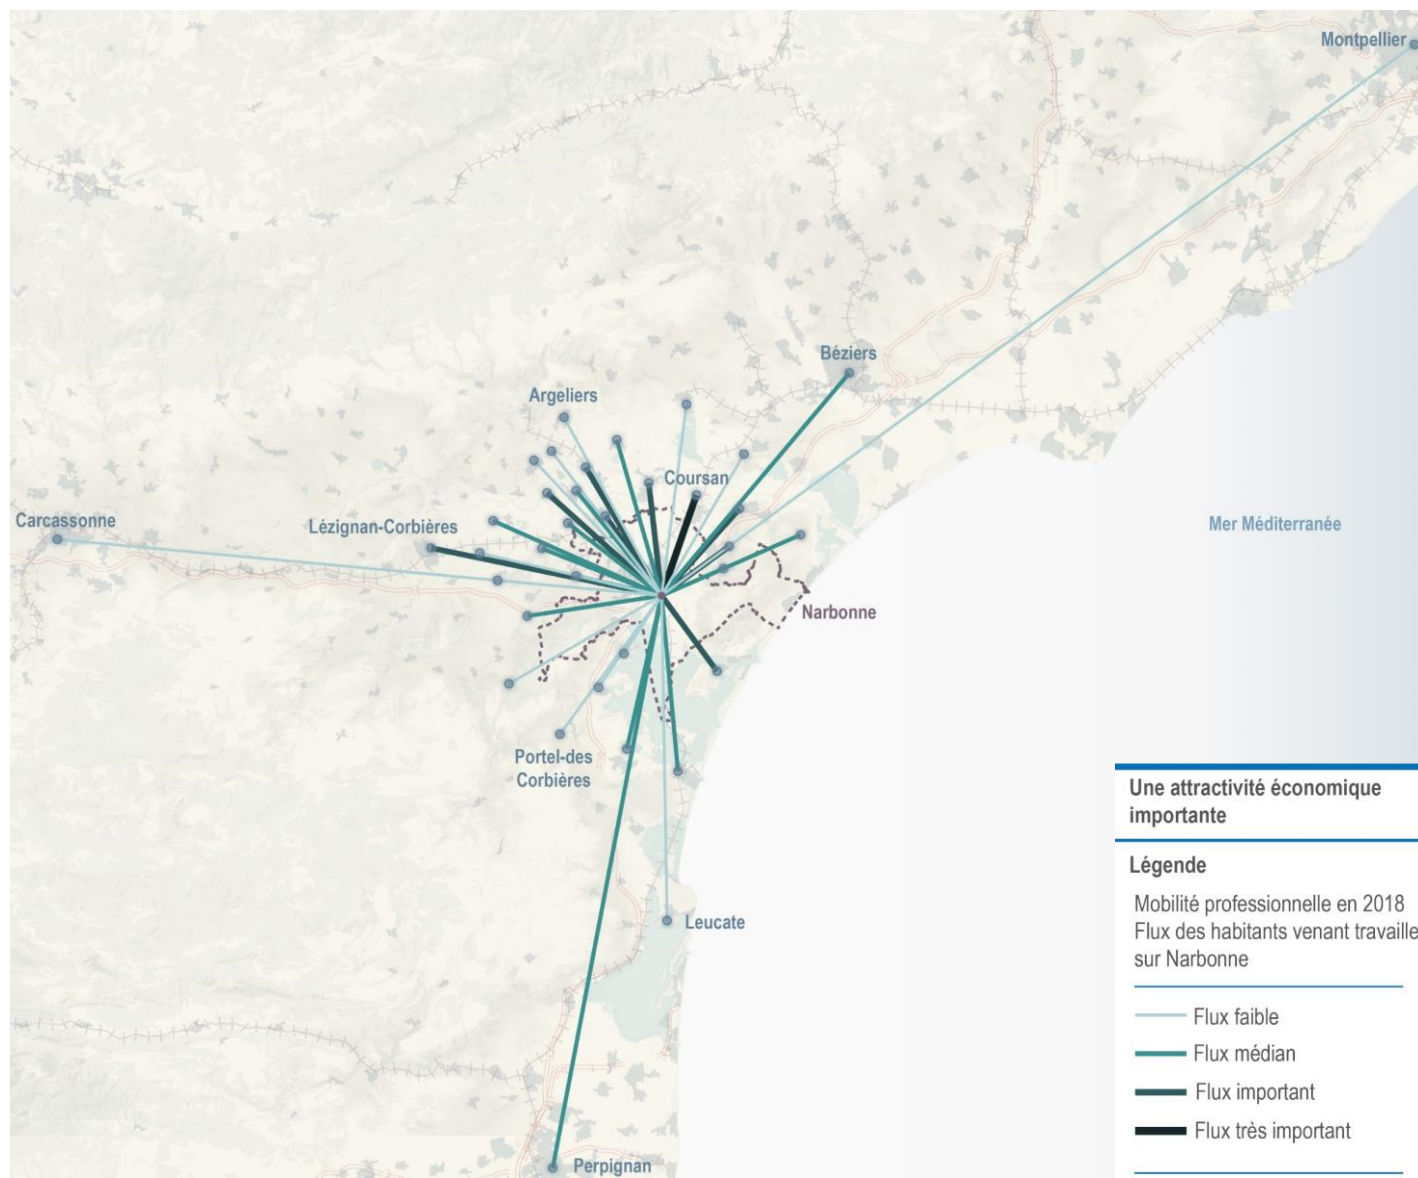 Montpellier
Béziers
Argeliers
Coursan
Carcassonne
Lézignan-Corbières
Mer Méditerranée
Narbonne
Portel-des
Corbières
Leucate
Perpignan
Une attractivité économique
importante
Légende
Mobilité professionnelle en 2018
Flux des habitants venant travaille
sur Narbonne
Flux faible
Flux médian
Flux important
Flux très important